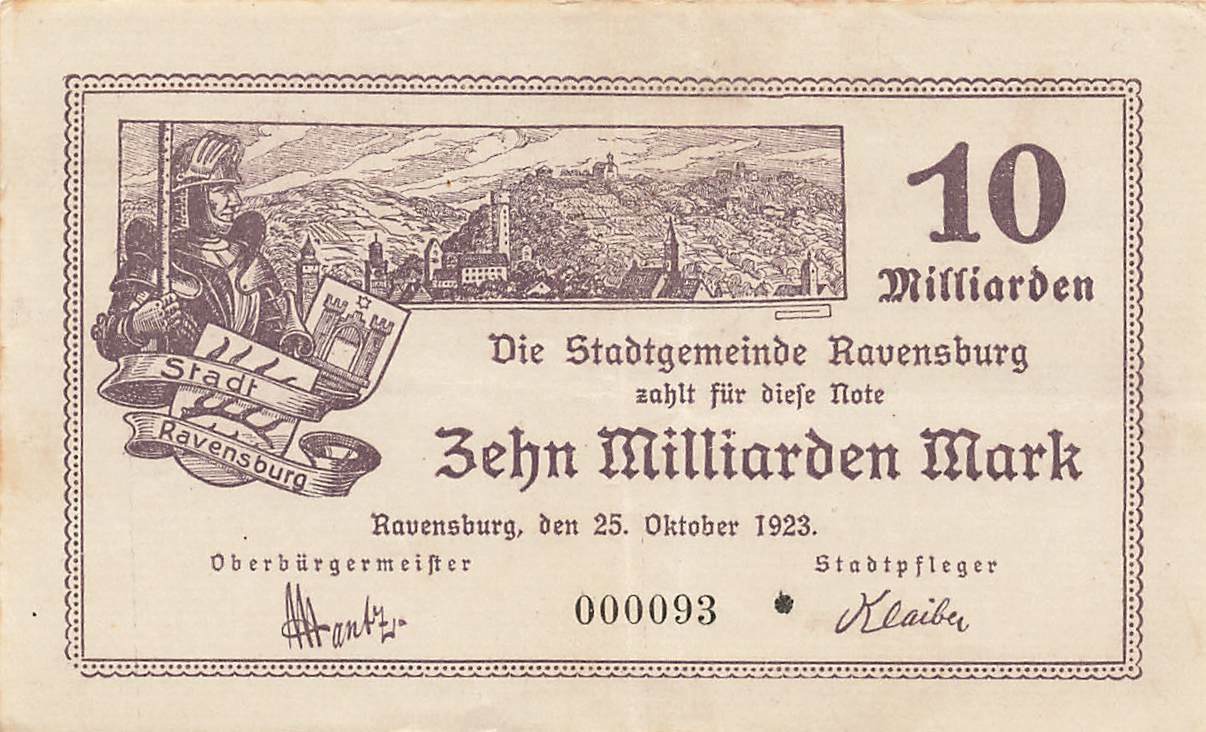 10
Milliarden
Die Stadtgemeinde Ravensburg
zahlt für dieſe Note
Zehn Milliarden Mark
Stadt
Ravensburg
Ravensburg, den 25. Oktober 1923.
Oberbürgermeiſter
Stadtpfleger
Mantz
000093
Klaiber